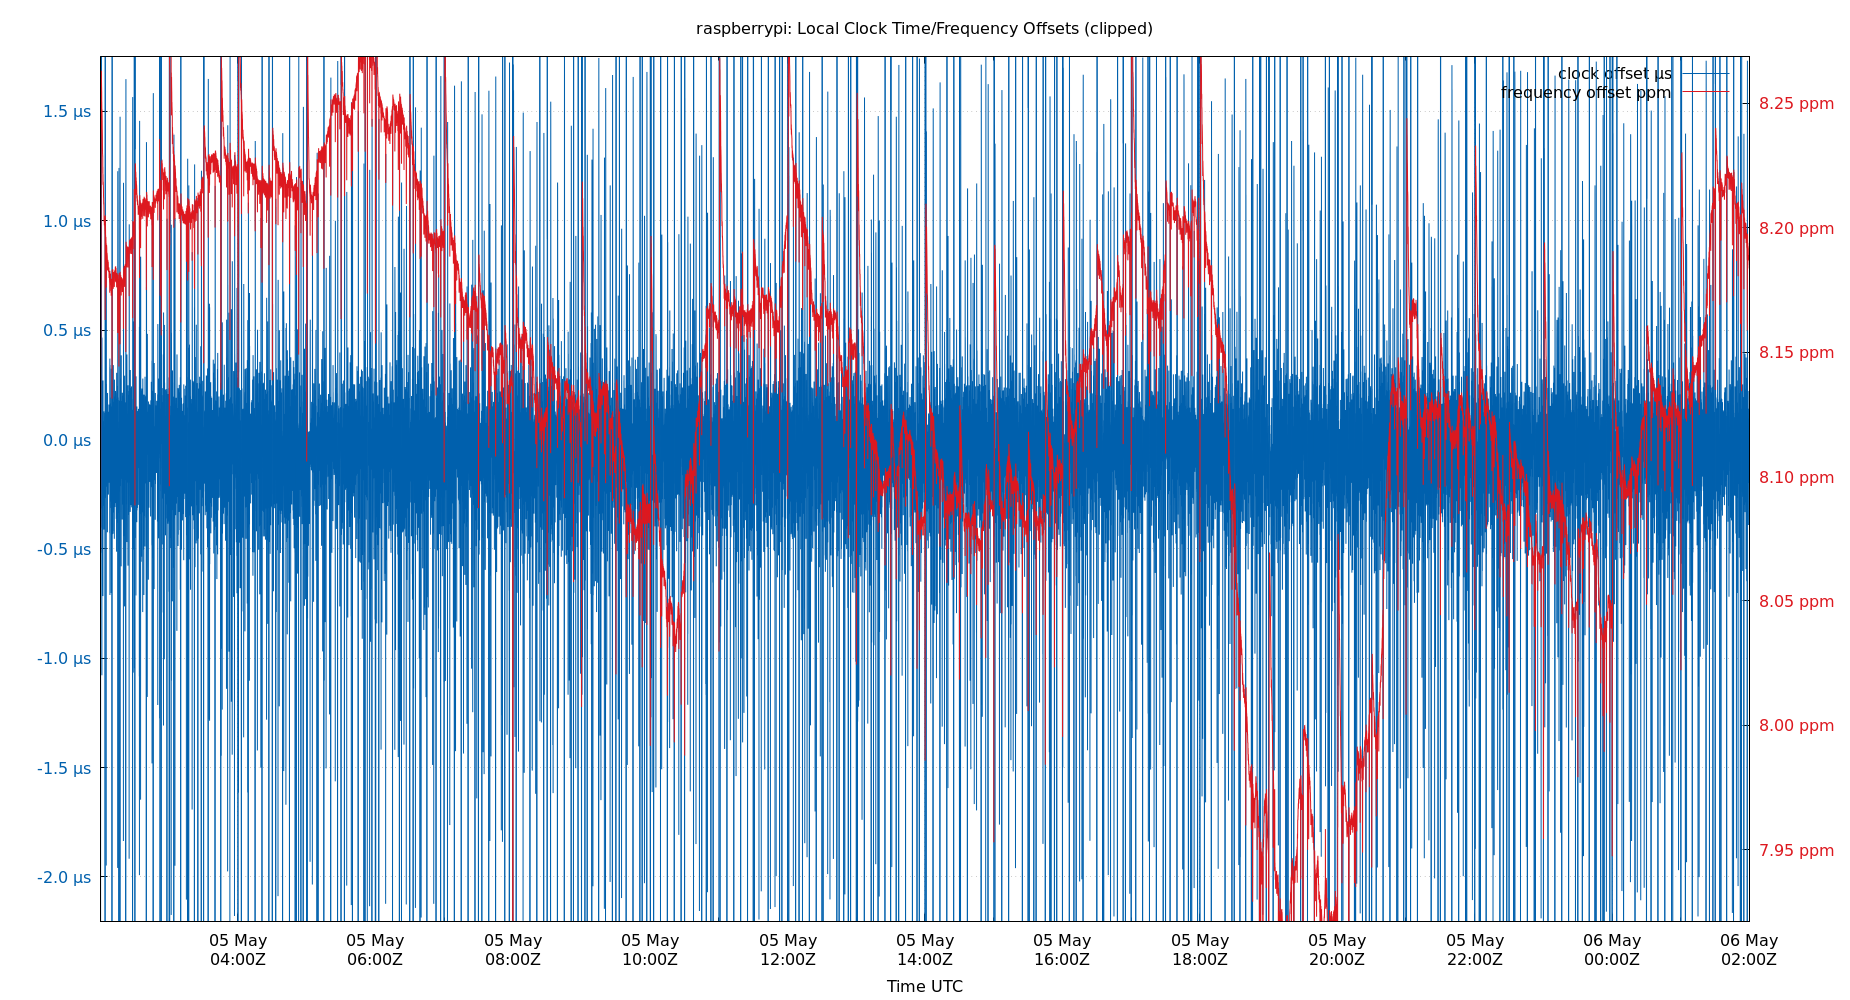 raspberrypi: Local Clock Time/Frequency Offsets (clipped)
clock offset µs
frequency offset ppm
1.5 µs
1.0 µs
0.5 µs
0.0 µs
-0.5 µs
-1.0 µs
-1.5 µs
-2.0 µs
8.25 ppm
8.20 ppm
8.15 ppm
8.10 ppm
8.05 ppm
8.00 ppm
7.95 ppm
05 May 05 May 05 May 05 May 05 May 05 May 05 May 05 May 05 May 05 May 06 May 06 May
04:00Z 06:00Z 08:00Z 10:00Z 12:00Z 14:00Z 16:00Z 18:00Z 20:00Z 22:00Z 00:00Z 02:00Z
Time UTC